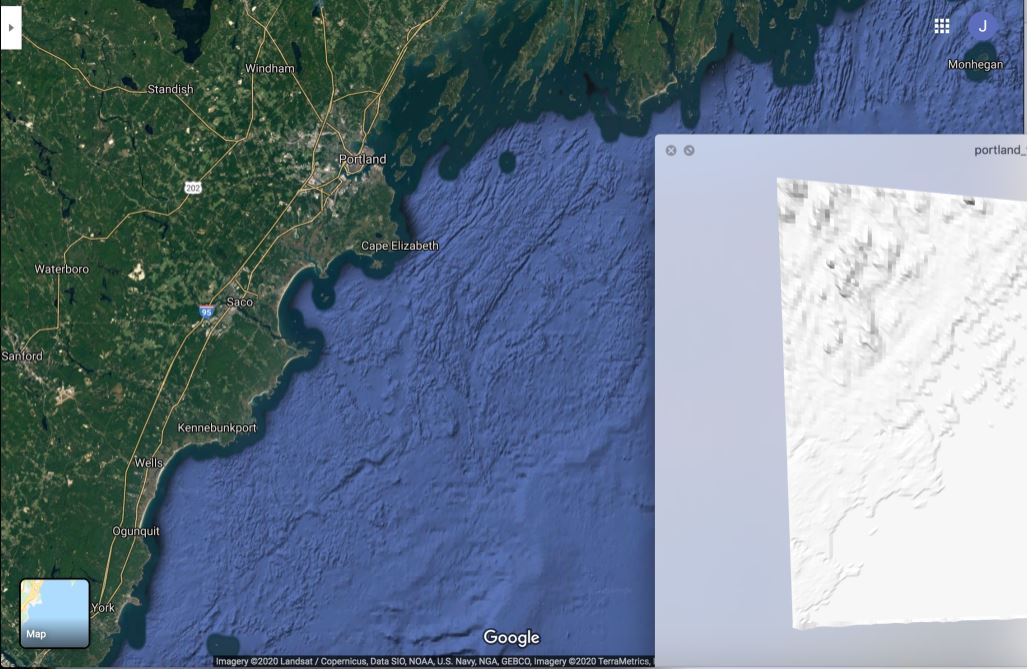 Windham
J
Monhegan
Standish
portland_
Portland
202
Cape Elizabeth
Waterboro
Saco
95
Sanford
Kennebunkport
Wells
Ogunquit
York
Map
Google
Imagery ©2020 Landsat / Copernicus, Data SIO, NOAA, U.S. Navy, NGA, GEBCO, Imagery ©2020 TerraMetrics,